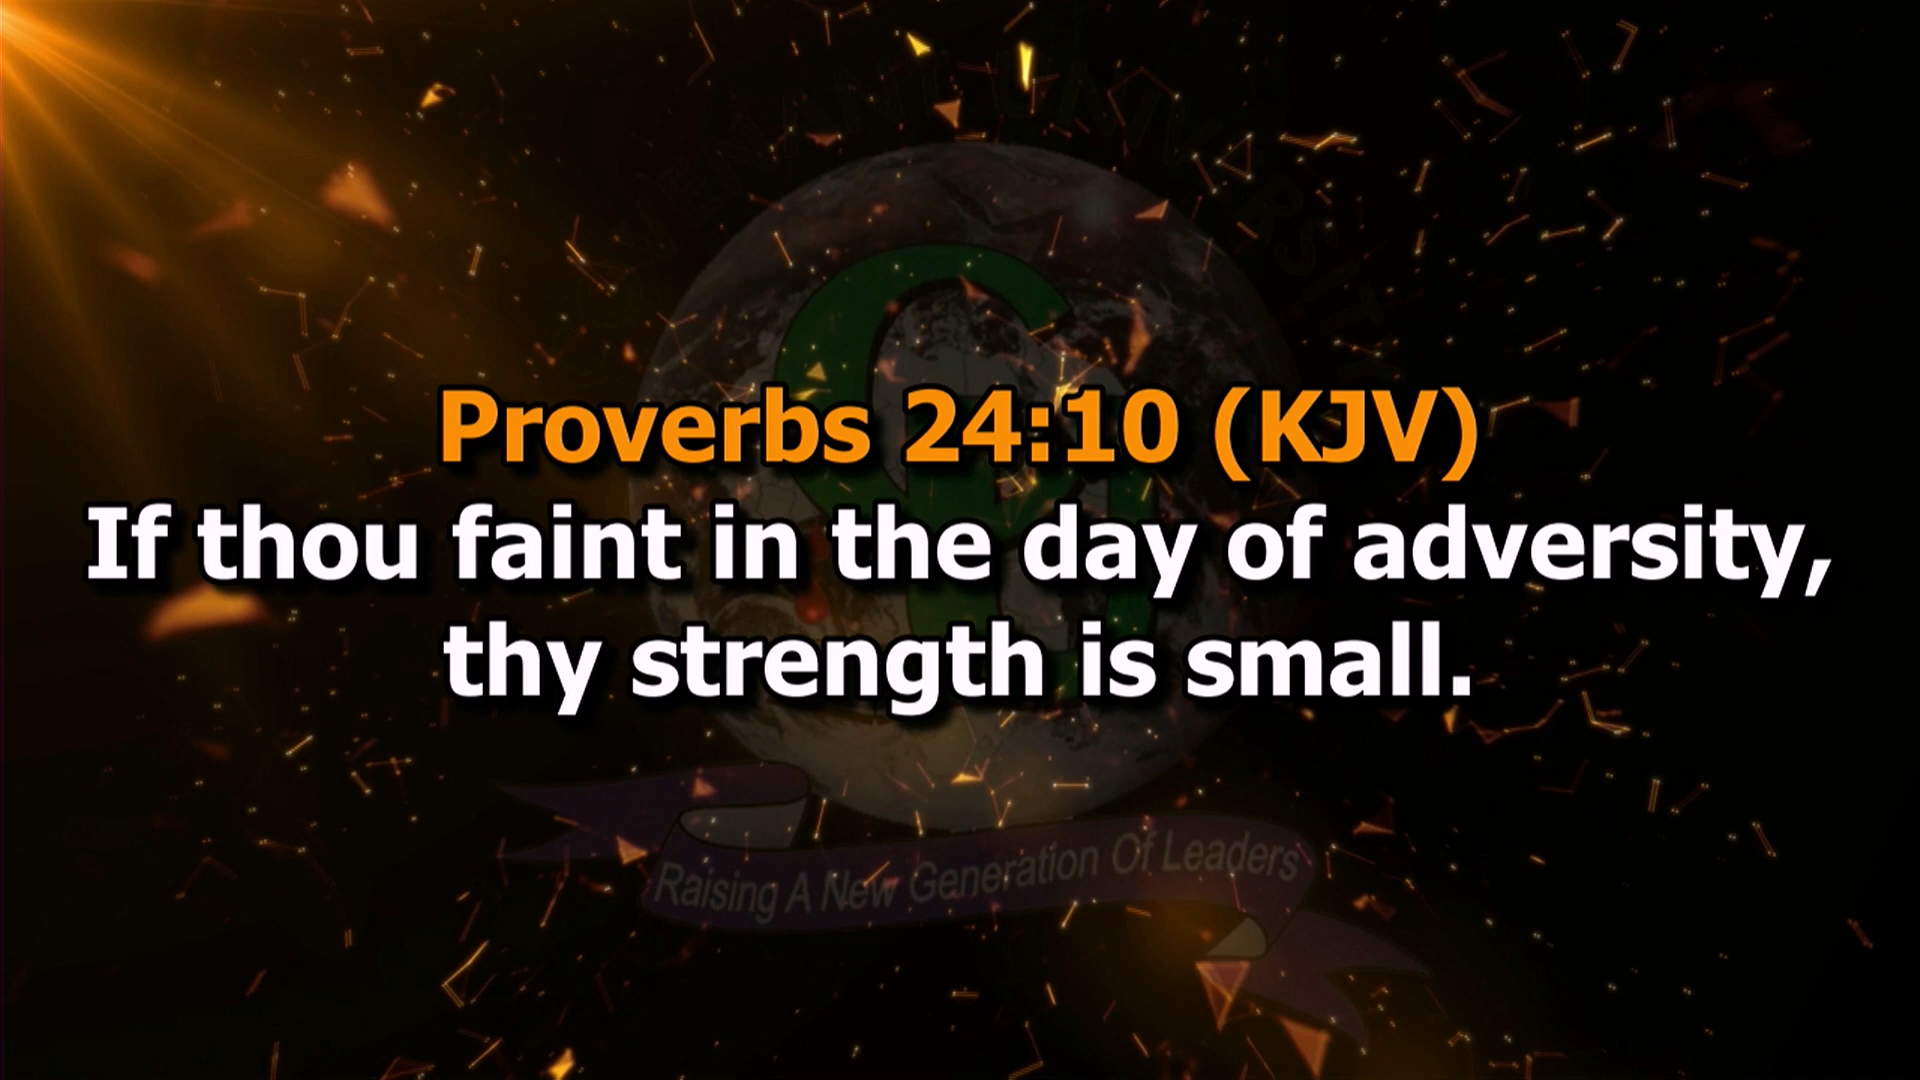 Proverbs 24:10 (KJV)
If thou faint in the day of adversity,
thy strength is small.
Raising A New Generation Of Leaders